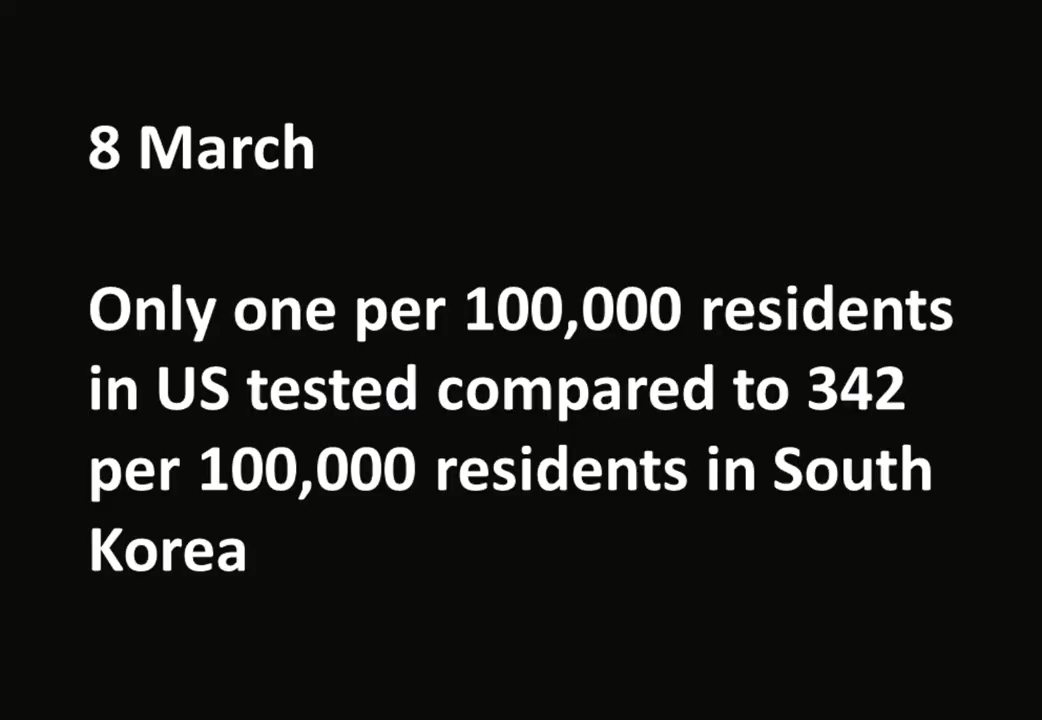 8 March
Only one per 100,000 residents
in US tested compared to 342
per 100,000 residents in South
Korea